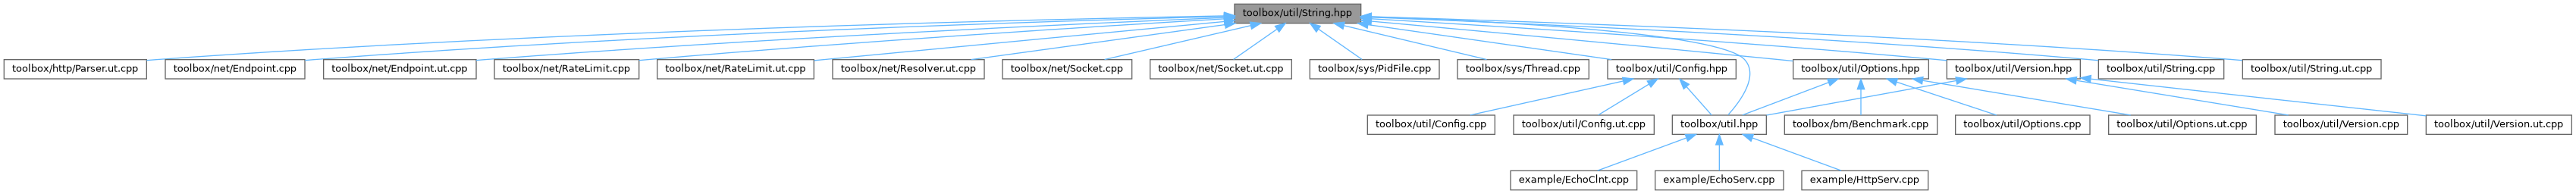 toolbox/util/String.hpp
toolbox/http/Parser.ut.cpp
toolbox/net/Endpoint.cpp
toolbox/net/Endpoint.ut.cpp
toolbox/net/RateLimit.cpp
toolbox/net/RateLimit.ut.cpp
toolbox/net/Resolver.ut.cpp
toolbox/net/Socket.cpp
toolbox/net/Socket.ut.cpp
toolbox/sys/PidFile.cpp
toolbox/sys/Thread.cpp
toolbox/util/Config.hpp
toolbox/util/Options.hpp
toolbox/util/Version.hpp
toolbox/util/String.cpp
toolbox/util/String.ut.cpp
toolbox/util/Config.cpp
toolbox/util/Config.ut.cpp
toolbox/util.hpp
toolbox/bm/Benchmark.cpp
toolbox/util/Options.cpp
toolbox/util/Options.ut.cpp
toolbox/util/Version.cpp
toolbox/util/Version.ut.cpp
example/EchoClnt.cpp
example/EchoServ.cpp
example/HttpServ.cpp